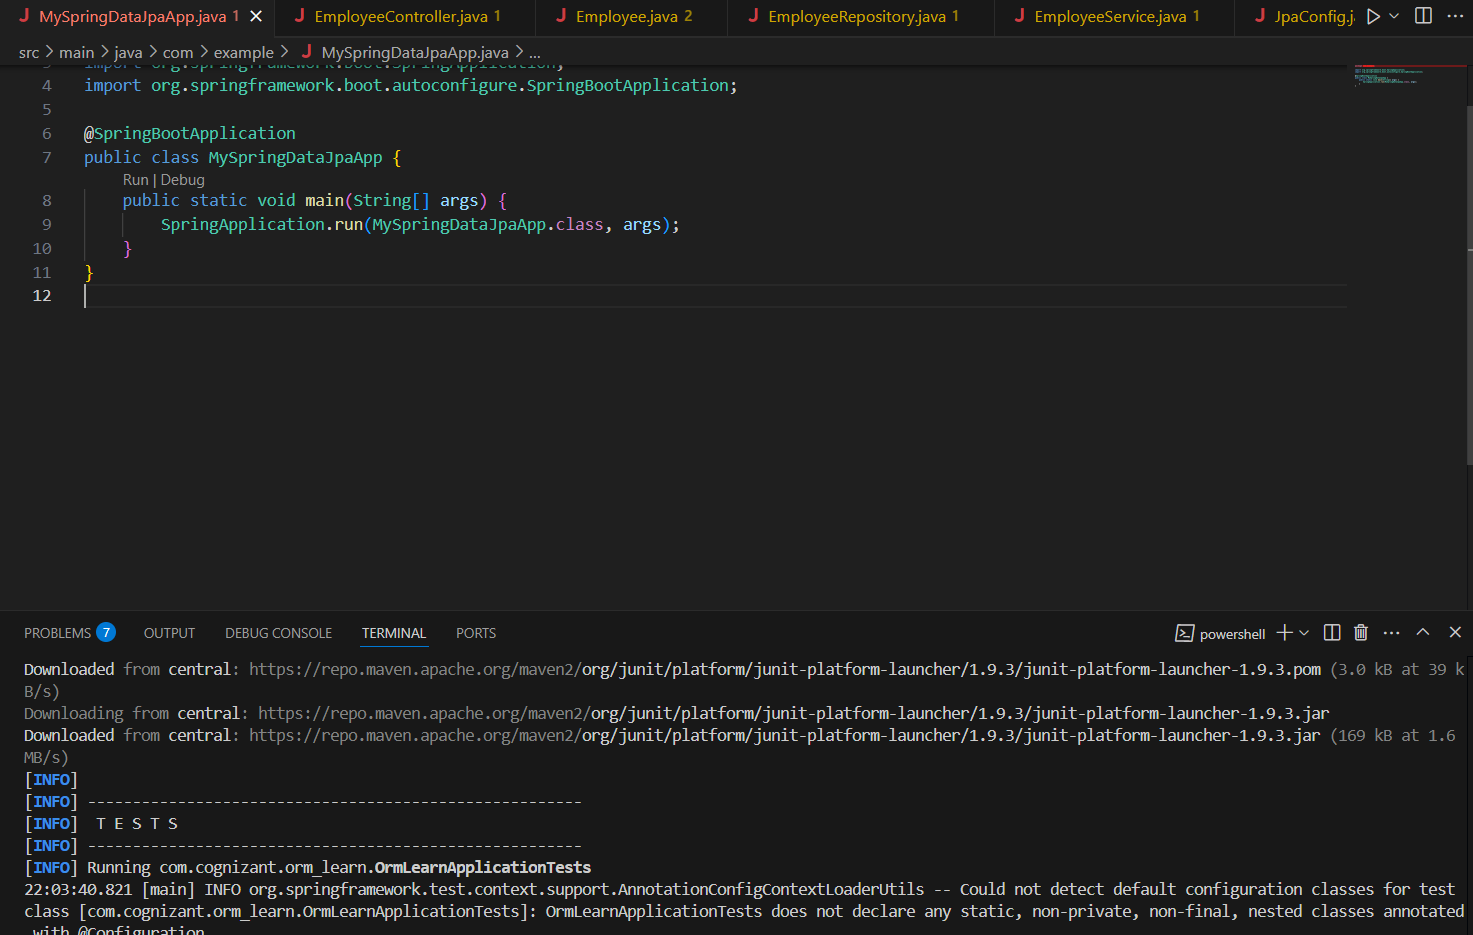 MySpringDataJpaApp.java 1 EmployeeController.java 1 Employee.java 2 EmployeeRepository.java 1 EmployeeService.java 1 JpaConfig.j
src > main > java > com > example > MySpringDataJpaApp.java > ...
3 import org.springframework.boot.SpringApplication;
4 import org.springframework.boot.autoconfigure.SpringBootApplication;
5
6 @SpringBootApplication
7 public class MySpringDataJpaApp {
Run | Debug
8 public static void main(String[] args) {
9 SpringApplication.run(MySpringDataJpaApp.class, args);
10 }
11 }
12
PROBLEMS 7 OUTPUT DEBUG CONSOLE TERMINAL PORTS powershell
Downloaded from central: https://repo.maven.apache.org/maven2/org/junit/platform/junit-platform-launcher/1.9.3/junit-platform-launcher-1.9.3.pom (3.0 kB at 39 k
B/s)
Downloading from central: https://repo.maven.apache.org/maven2/org/junit/platform/junit-platform-launcher/1.9.3/junit-platform-launcher-1.9.3.jar
Downloaded from central: https://repo.maven.apache.org/maven2/org/junit/platform/junit-platform-launcher/1.9.3/junit-platform-launcher-1.9.3.jar (169 kB at 1.6
MB/s)
[INFO]
[INFO] -------------------------------------------------------
[INFO]  T E S T S
[INFO] -------------------------------------------------------
[INFO] Running com.cognizant.orm_learn.OrmLearnApplicationTests
22:03:40.821 [main] INFO org.springframework.test.context.support.AnnotationConfigContextLoaderUtils -- Could not detect default configuration classes for test
class [com.cognizant.orm_learn.OrmLearnApplicationTests]: OrmLearnApplicationTests does not declare any static, non-private, non-final, nested classes annotated
with @Configuration